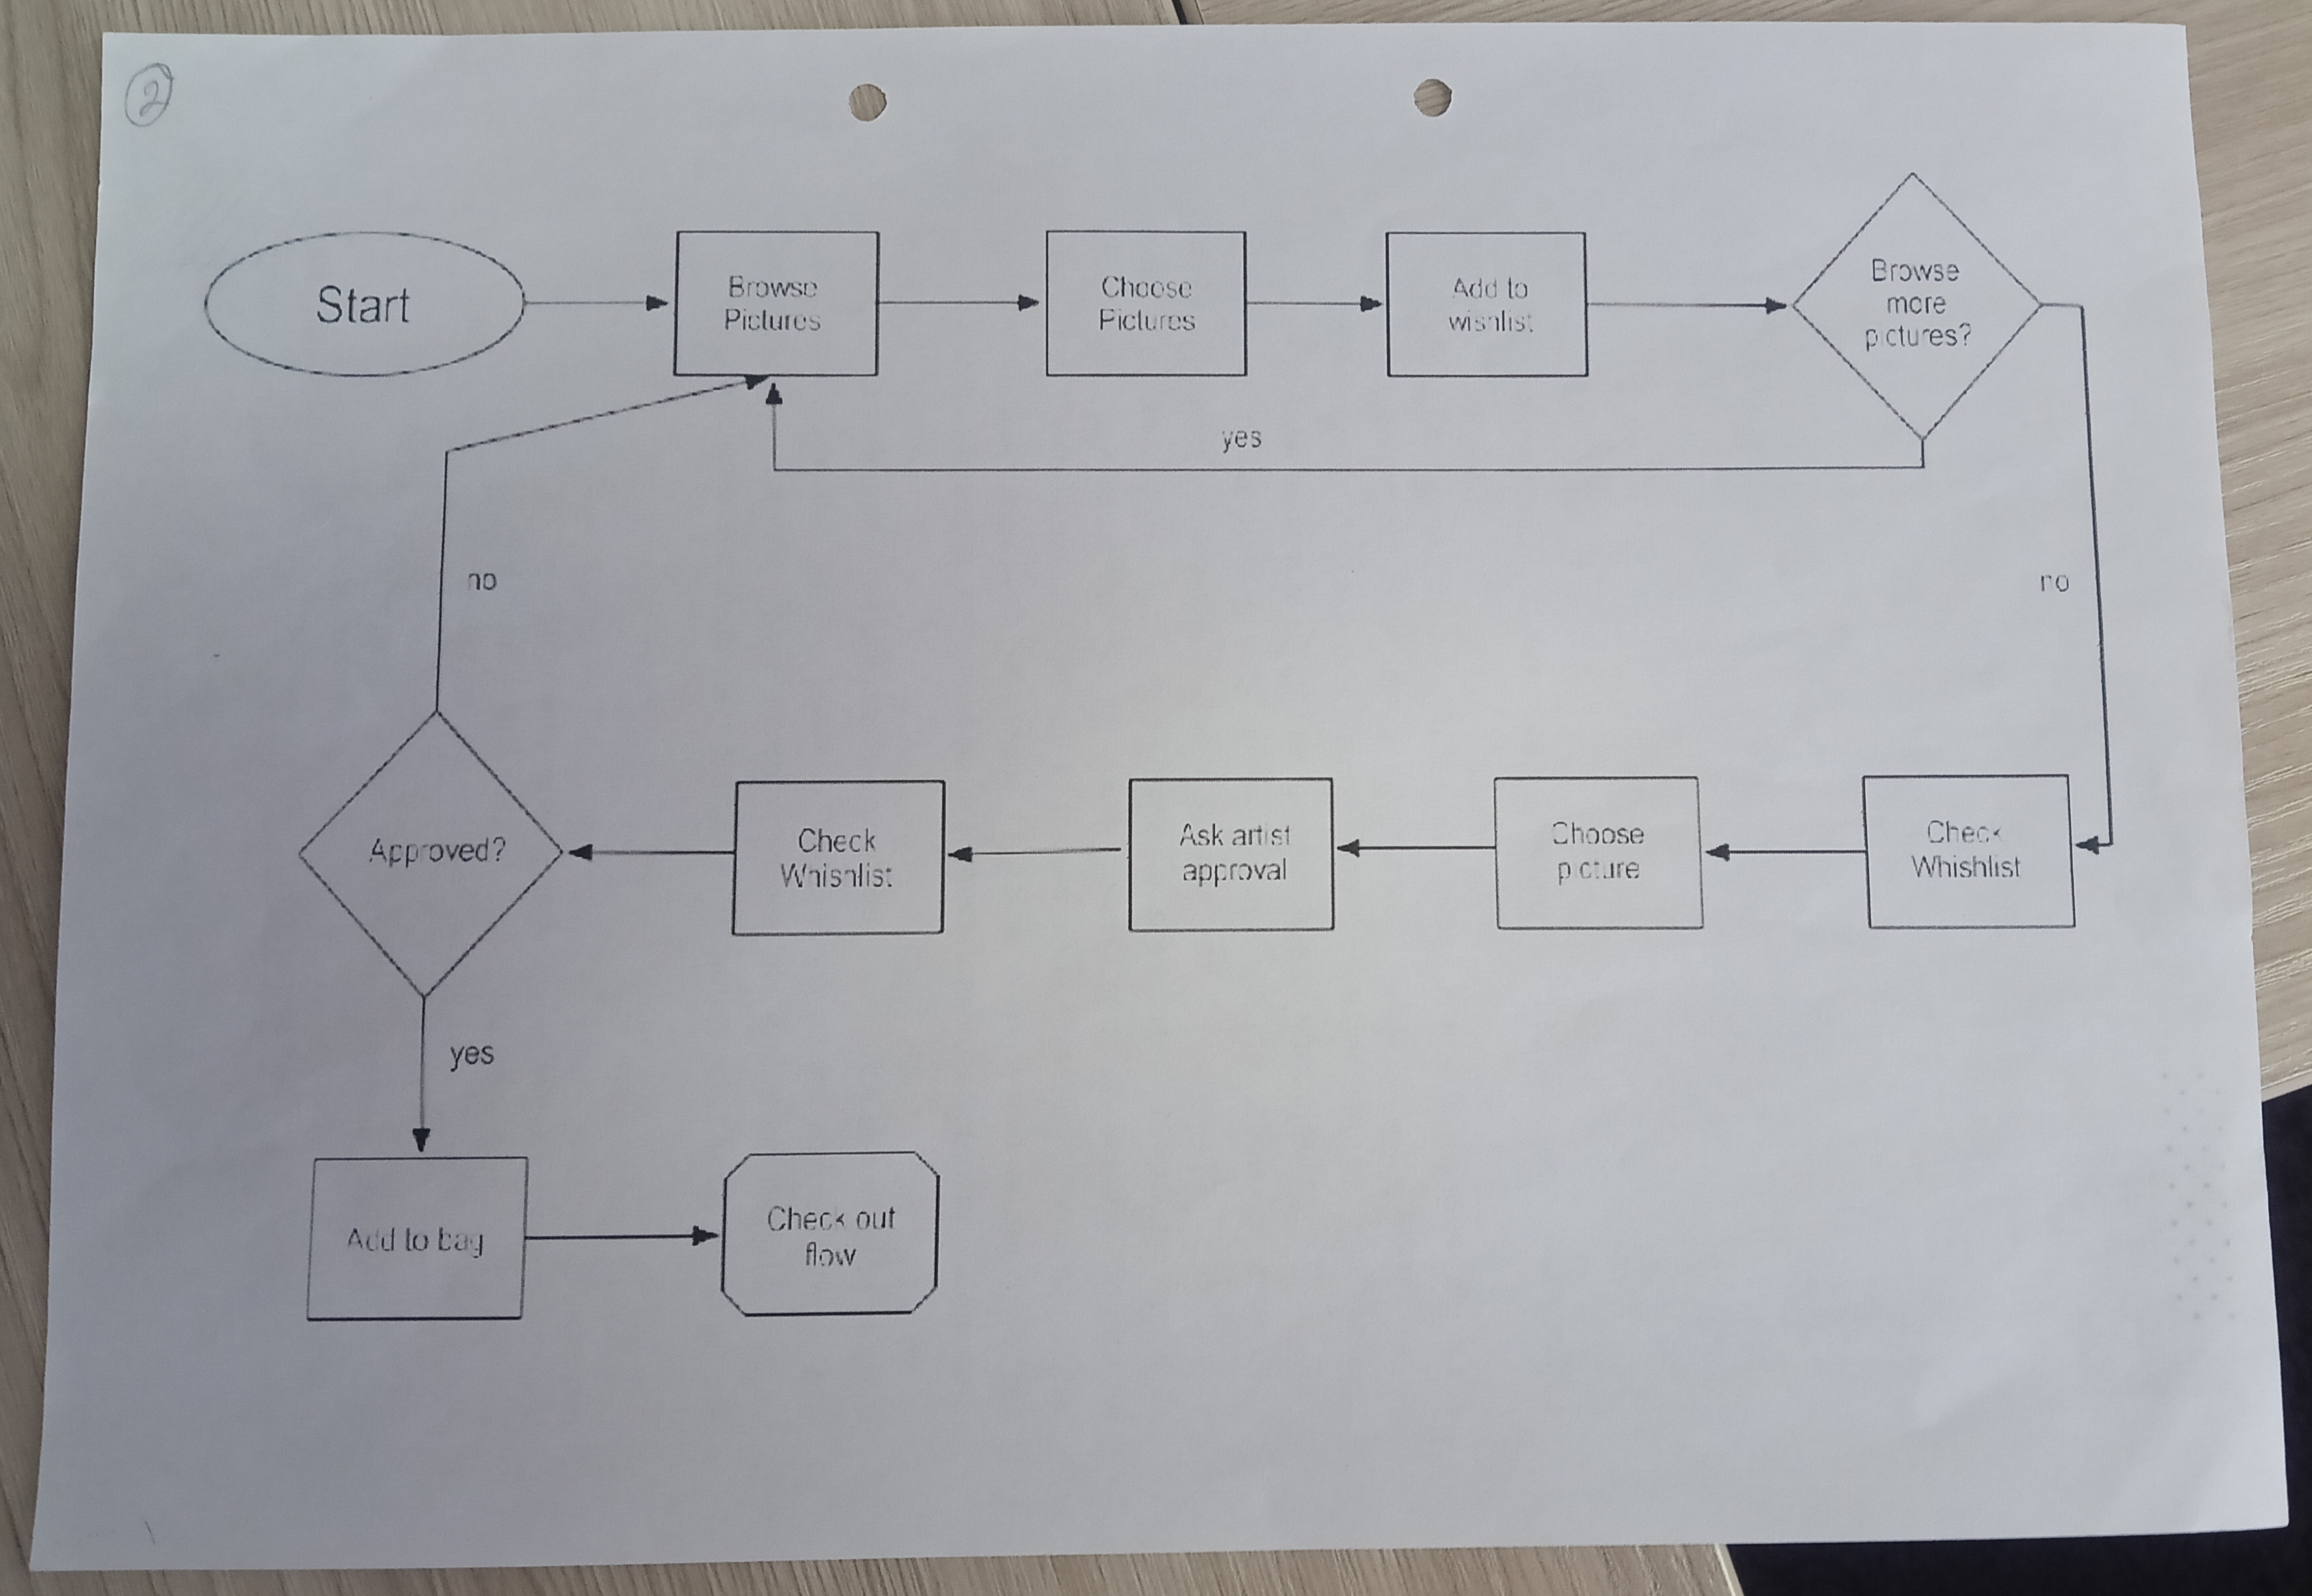 2
Start
Browse
Pictures
Choose
Pictures
Add to
wishlist
Browse
more
pictures?
yes
no
no
Approved?
Check
Whishlist
Ask artist
approval
Choose
picture
Check
Whishlist
yes
Add to bag
Check out
flow